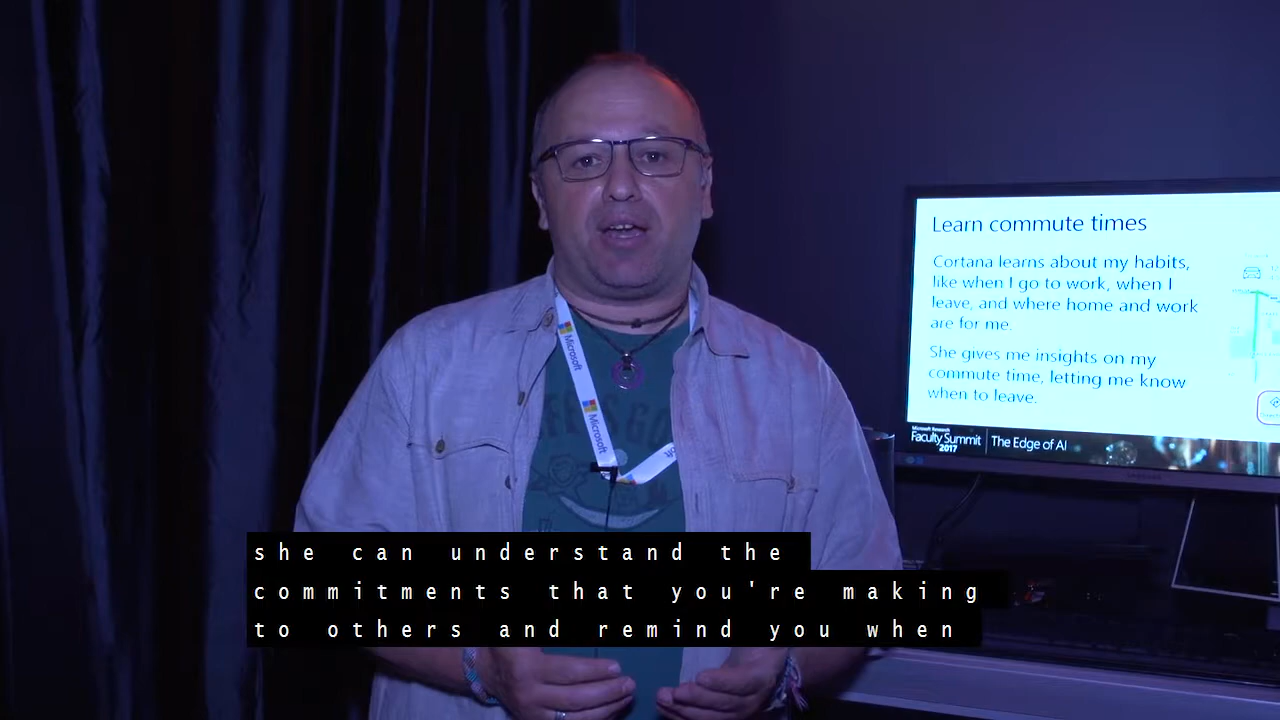 Learn commute times
Cortana learns about my habits,
like when I go to work, when I
leave, and where home and work
are for me.
She gives me insights on my
commute time, letting me know
when to leave.
Microsoft Research
Faculty Summit
2017
The Edge of AI
SAMSUNG
Microsoft
Microsoft
she can understand the
commitments that you're making
to others and remind you when